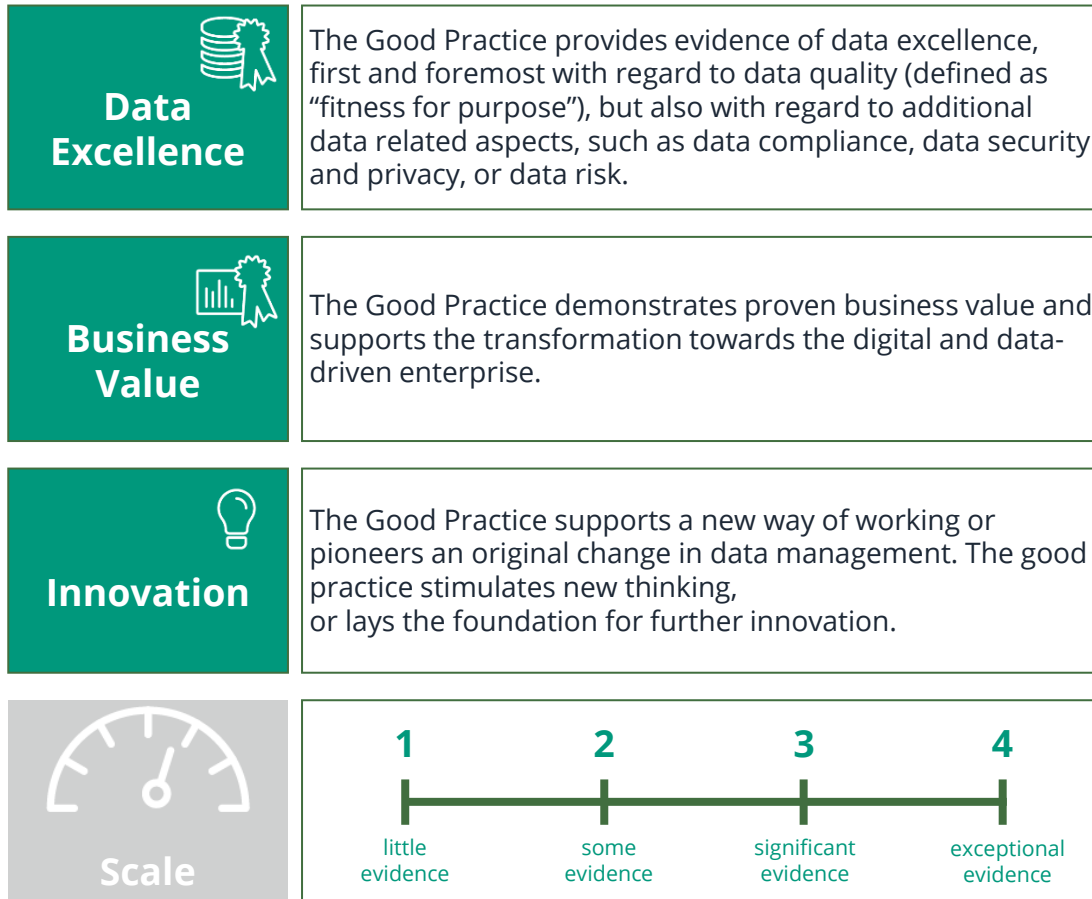 Data
Excellence
The Good Practice provides evidence of data excellence,
first and foremost with regard to data quality (defined as
“fitness for purpose”), but also with regard to additional
data related aspects, such as data compliance, data security
and privacy, or data risk.
Business
Value
The Good Practice demonstrates proven business value and
supports the transformation towards the digital and data-
driven enterprise.
Innovation
The Good Practice supports a new way of working or
pioneers an original change in data management. The good
practice stimulates new thinking,
or lays the foundation for further innovation.
Scale
1 2 3 4
little some significant exceptional
evidence evidence evidence evidence